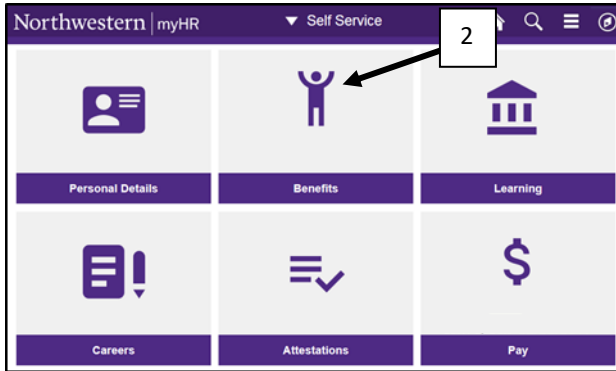 Northwestern | myHR
▼ Self Service
2
Personal Details
Benefits
Learning
Careers
Attestations
$
Pay